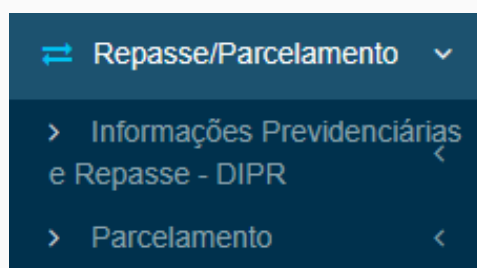 Repasse/Parcelamento
Informações Previdenciárias
e Repasse - DIPR
Parcelamento